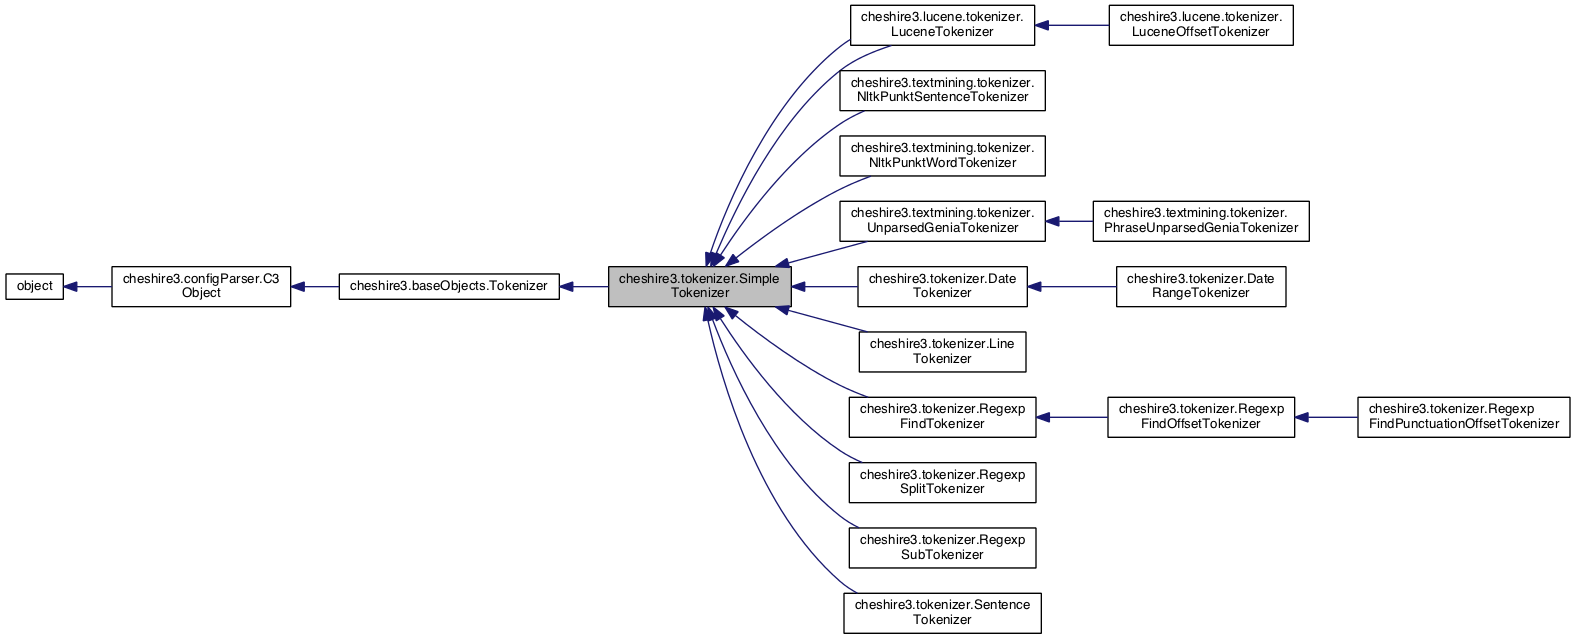 cheshire3.lucene.tokenizer.
LuceneTokenizer
cheshire3.lucene.tokenizer.
LuceneOffsetTokenizer
cheshire3.textmining.tokenizer.
NltkPunktSentenceTokenizer
cheshire3.textmining.tokenizer.
NltkPunktWordTokenizer
cheshire3.textmining.tokenizer.
UnparsedGeniaTokenizer
cheshire3.textmining.tokenizer.
PhraseUnparsedGeniaTokenizer
object
cheshire3.configParser.C3
Object
cheshire3.baseObjects.Tokenizer
cheshire3.tokenizer.Simple
Tokenizer
cheshire3.tokenizer.Date
Tokenizer
cheshire3.tokenizer.Date
RangeTokenizer
cheshire3.tokenizer.Line
Tokenizer
cheshire3.tokenizer.Regexp
FindTokenizer
cheshire3.tokenizer.Regexp
FindOffsetTokenizer
cheshire3.tokenizer.Regexp
FindPunctuationOffsetTokenizer
cheshire3.tokenizer.Regexp
SplitTokenizer
cheshire3.tokenizer.Regexp
SubTokenizer
cheshire3.tokenizer.Sentence
Tokenizer